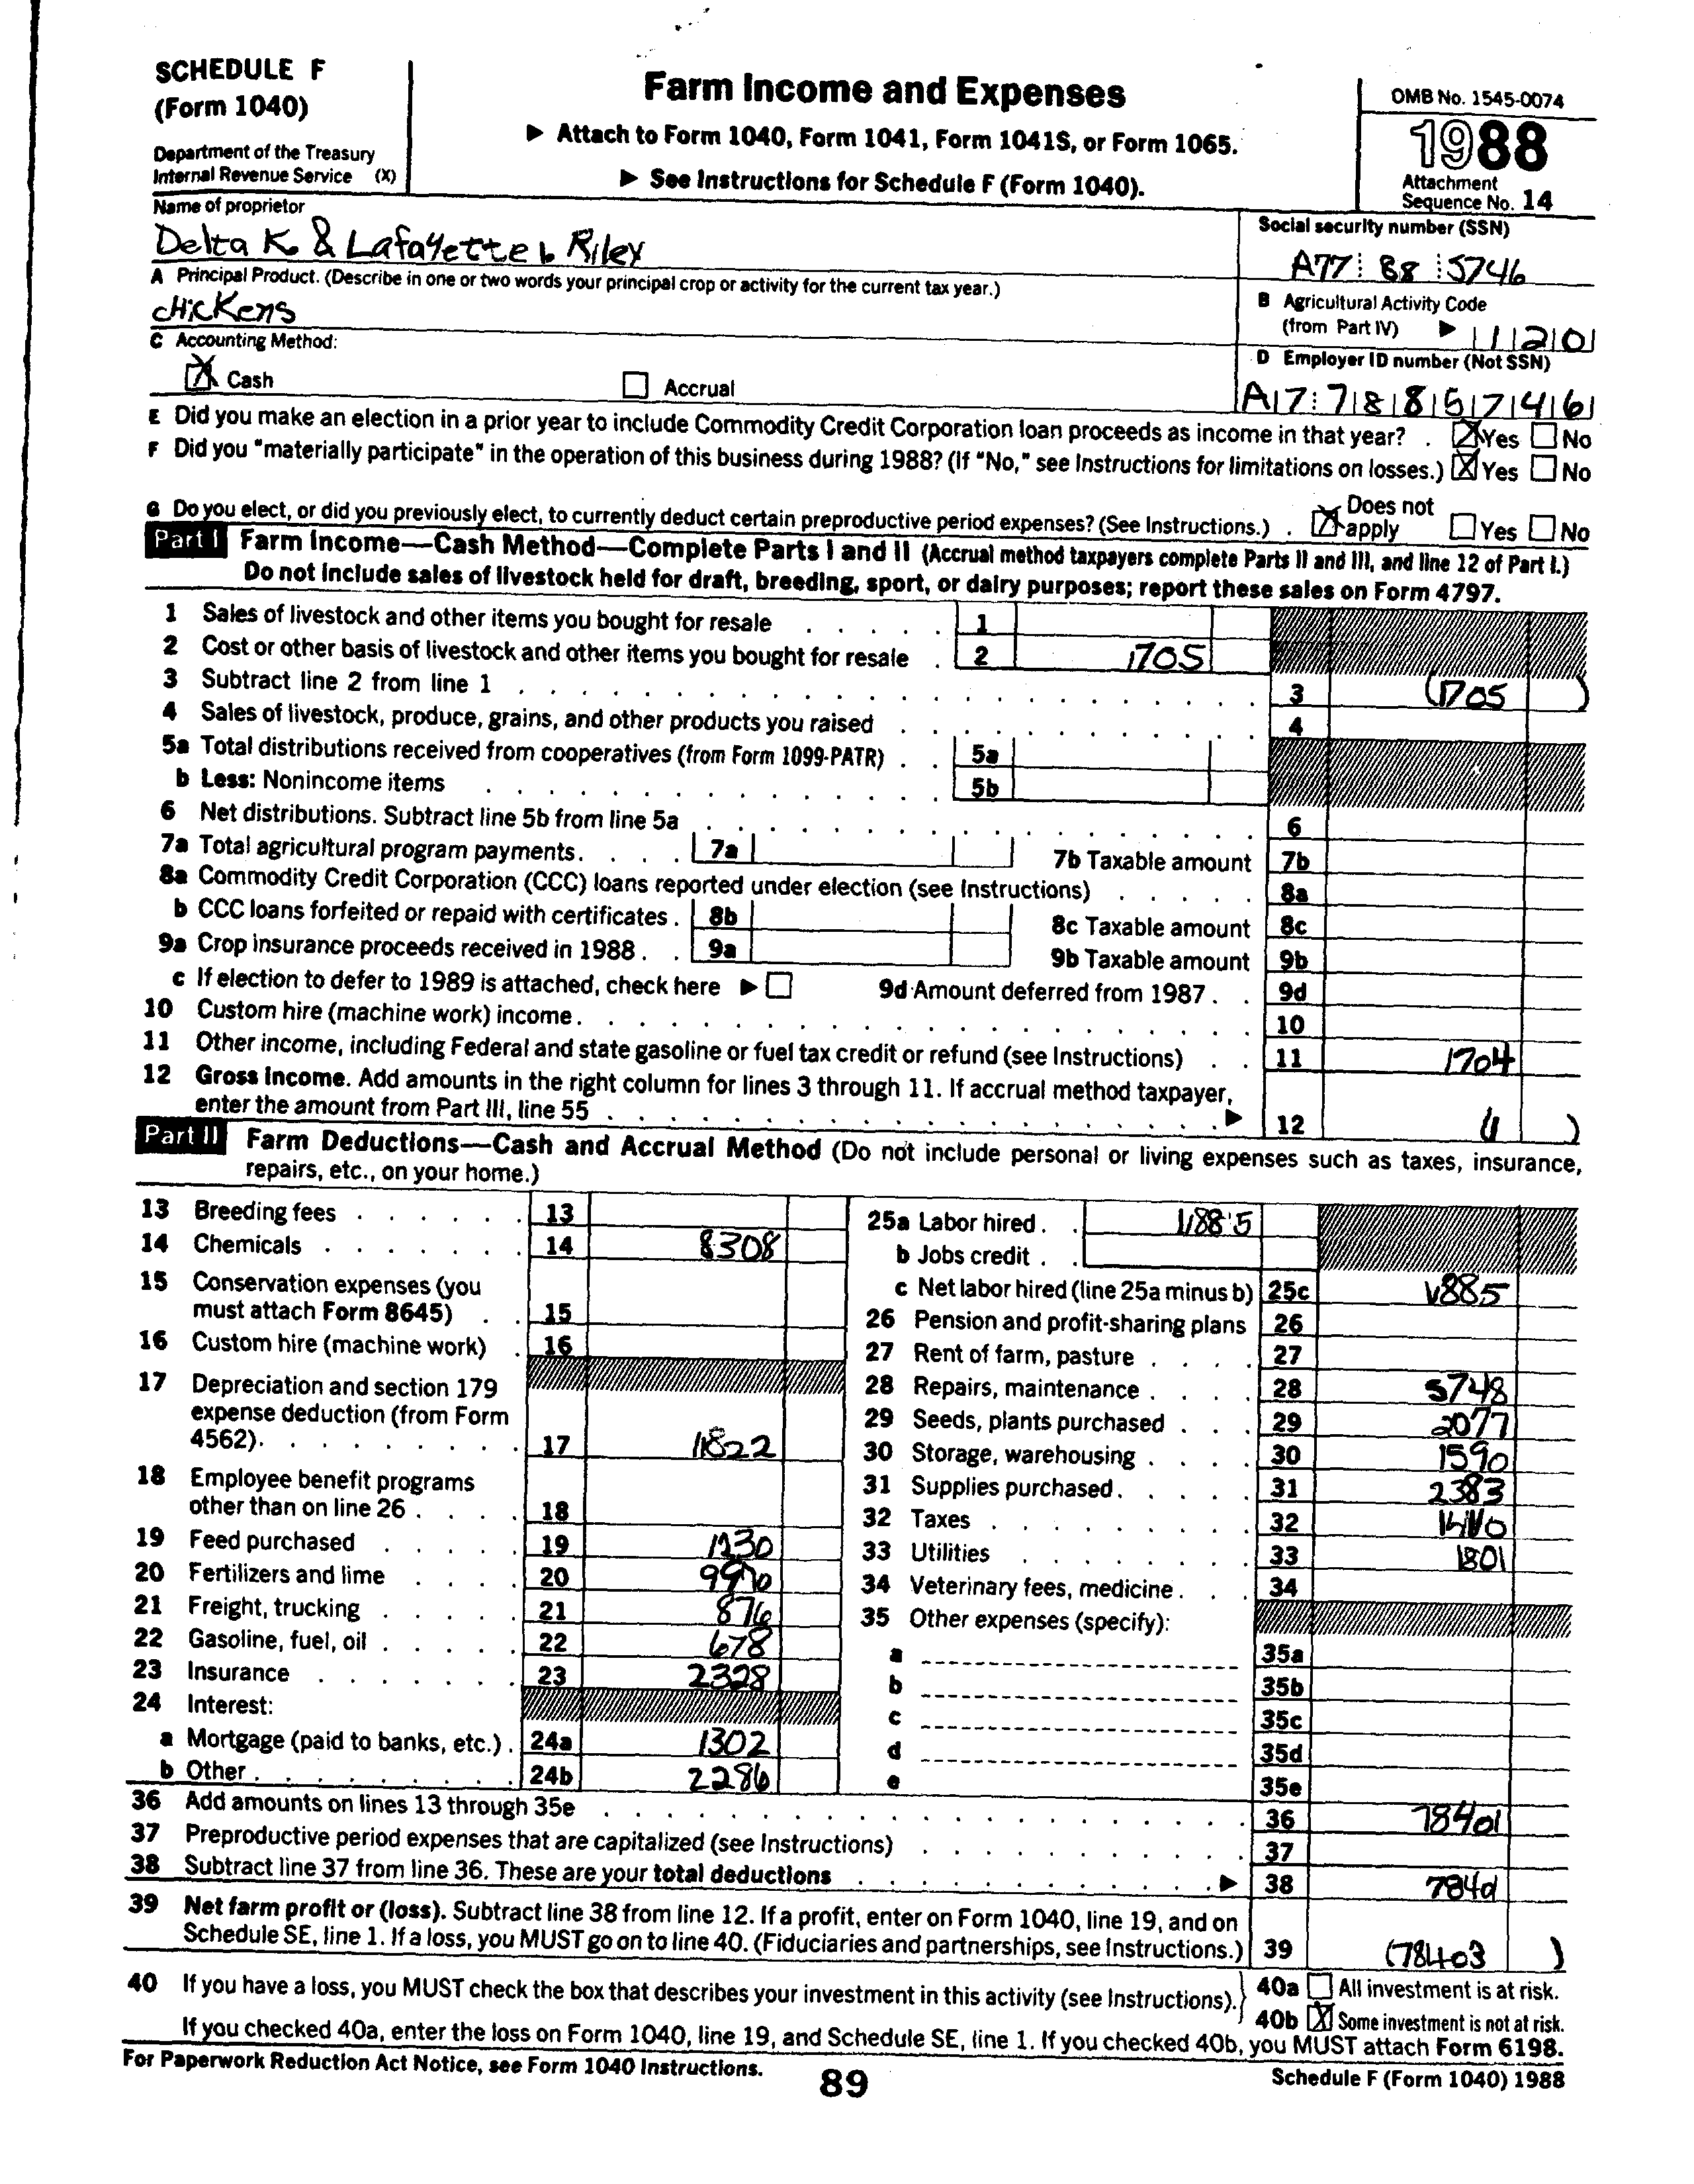 SCHEDULE F
(Form 1040)
Department of the Treasury
Internal Revenue Service (X)
Farm Income and Expenses
▶ Attach to Form 1040, Form 1041, Form 1041S, or Form 1065.
▶ See Instructions for Schedule F (Form 1040).
OMB No. 1545-0074
1988
Attachment
Sequence No. 14
Name of proprietor
Delta K & Lafayette L Riley
Social security number (SSN)
A77 88 5746
A Principal Product. (Describe in one or two words your principal crop or activity for the current tax year.)
CHicKens
B Agricultural Activity Code
(from Part IV) ▶ 1 1 2 0
C Accounting Method:
Cash Accrual
D Employer ID number (Not SSN)
A 7 7 8 8 5 7 4 6
E Did you make an election in a prior year to include Commodity Credit Corporation loan proceeds as income in that year? . Yes No
F Did you "materially participate" in the operation of this business during 1988? (If "No," see Instructions for limitations on losses.) Yes No
G Do you elect, or did you previously elect, to currently deduct certain preproductive period expenses? (See Instructions.) . Does not apply Yes No
Part I Farm Income—Cash Method—Complete Parts I and II (Accrual method taxpayers complete Parts II and III, and line 12 of Part I.)
Do not include sales of livestock held for draft, breeding, sport, or dairy purposes; report these sales on Form 4797.
1 Sales of livestock and other items you bought for resale 1
2 Cost or other basis of livestock and other items you bought for resale 2 1705
3 Subtract line 2 from line 1 3 (1705 )
4 Sales of livestock, produce, grains, and other products you raised 4
5a Total distributions received from cooperatives (from Form 1099-PATR) 5a
b Less: Nonincome items 5b
6 Net distributions. Subtract line 5b from line 5a 6
7a Total agricultural program payments. 7a 7b Taxable amount 7b
8a Commodity Credit Corporation (CCC) loans reported under election (see Instructions) 8a
b CCC loans forfeited or repaid with certificates. 8b 8c Taxable amount 8c
9a Crop insurance proceeds received in 1988. 9a 9b Taxable amount 9b
c If election to defer to 1989 is attached, check here ▶ 9d Amount deferred from 1987. 9d
10 Custom hire (machine work) income. 10
11 Other income, including Federal and state gasoline or fuel tax credit or refund (see Instructions) 11 1704
12 Gross Income. Add amounts in the right column for lines 3 through 11. If accrual method taxpayer,
enter the amount from Part III, line 55 ▶ 12 (1 )
Part II Farm Deductions—Cash and Accrual Method (Do not include personal or living expenses such as taxes, insurance,
repairs, etc., on your home.)
13 Breeding fees 13
14 Chemicals 14 8308
15 Conservation expenses (you
must attach Form 8645) 15
16 Custom hire (machine work) 16
17 Depreciation and section 179
expense deduction (from Form
4562). 17
18 Employee benefit programs
other than on line 26 18
19 Feed purchased 19 1230
20 Fertilizers and lime 20
21 Freight, trucking 21 876
22 Gasoline, fuel, oil 22 678
23 Insurance 23 2328
24 Interest:
a Mortgage (paid to banks, etc.) 24a 1302
b Other. 24b 2286
25a Labor hired.
b Jobs credit
c Net labor hired (line 25a minus b) 25c
26 Pension and profit-sharing plans 26
27 Rent of farm, pasture 27
28 Repairs, maintenance 28 5748
29 Seeds, plants purchased 29 2077
30 Storage, warehousing 30 1590
31 Supplies purchased. 31 2383
32 Taxes 32
33 Utilities 33 1801
34 Veterinary fees, medicine. 34
35 Other expenses (specify):
a 35a
b 35b
c 35c
d 35d
e 35e
36 Add amounts on lines 13 through 35e 36 78401
37 Preproductive period expenses that are capitalized (see Instructions) 37
38 Subtract line 37 from line 36. These are your total deductions ▶ 38
39 Net farm profit or (loss). Subtract line 38 from line 12. If a profit, enter on Form 1040, line 19, and on
Schedule SE, line 1. If a loss, you MUST go on to line 40. (Fiduciaries and partnerships, see Instructions.) 39 (78403 )
40 If you have a loss, you MUST check the box that describes your investment in this activity (see Instructions). 40a All investment is at risk.
40b Some investment is not at risk.
If you checked 40a, enter the loss on Form 1040, line 19, and Schedule SE, line 1. If you checked 40b, you MUST attach Form 6198.
For Paperwork Reduction Act Notice, see Form 1040 Instructions. 89 Schedule F (Form 1040) 1988